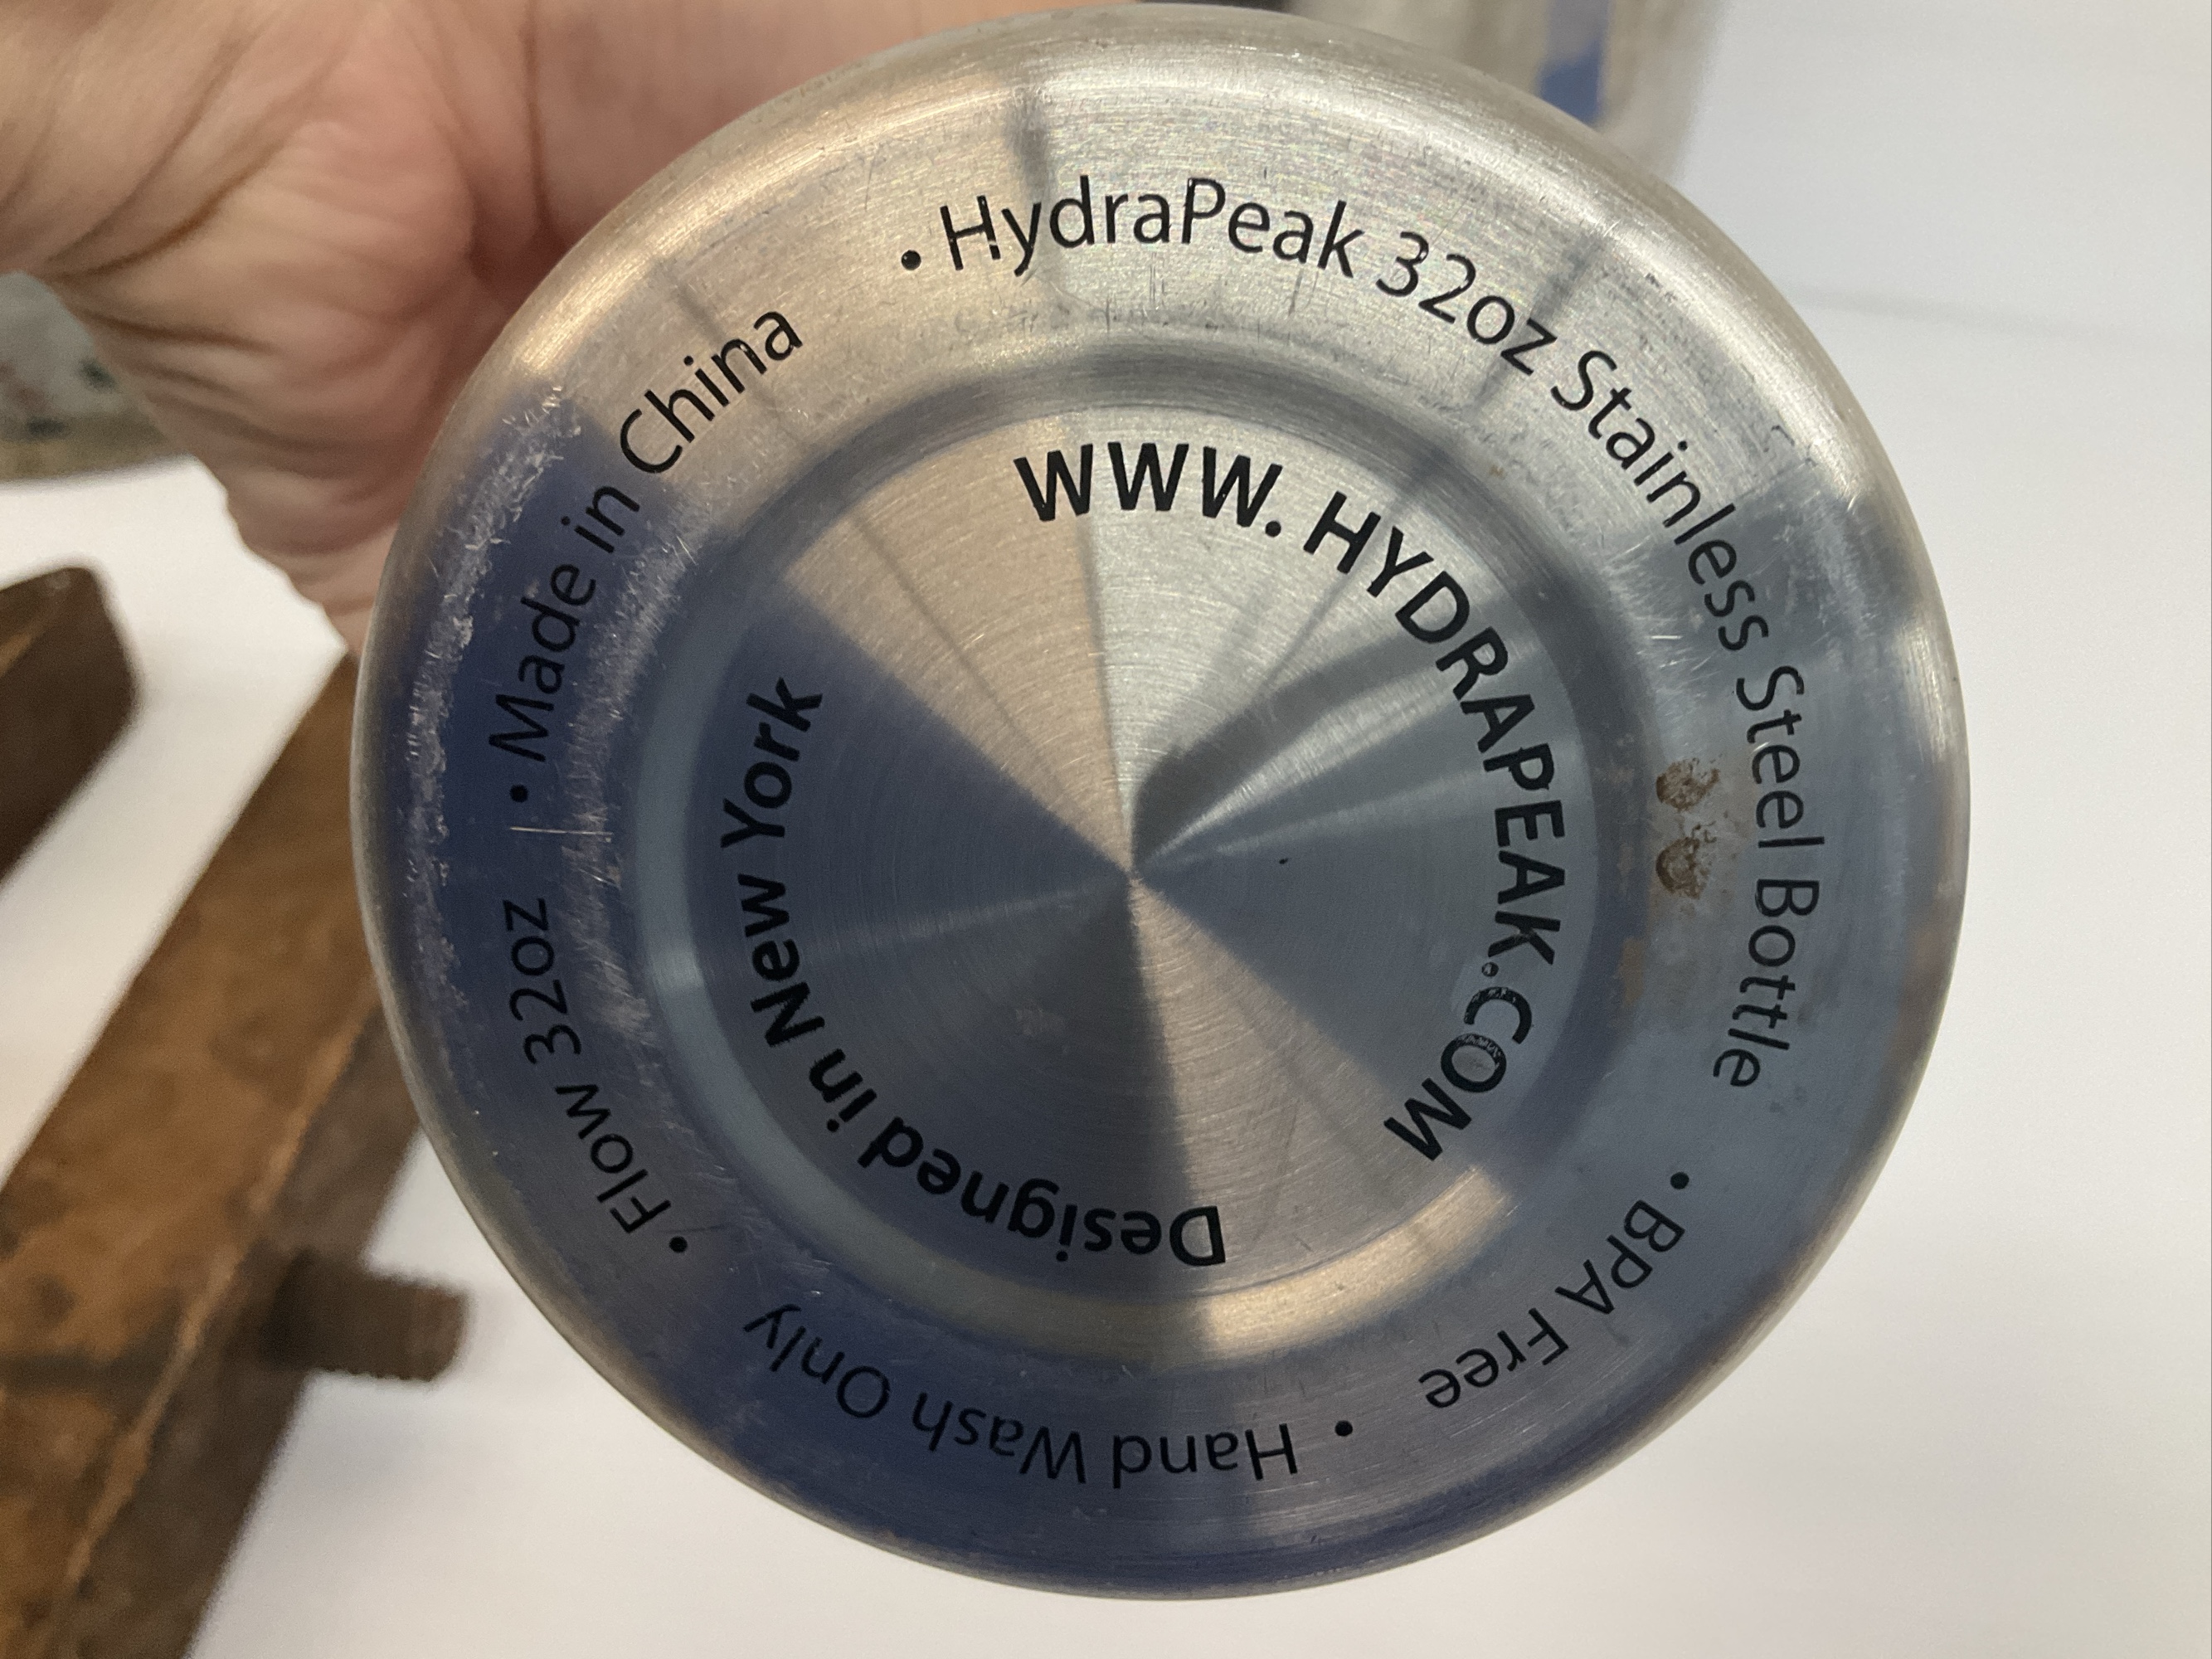 • HydraPeak 32oz Stainless Steel Bottle
• BPA Free
• Hand Wash Only
• Flow 32oz
• Made in China
WWW. HYDRAPEAK.COM
Designed in New York